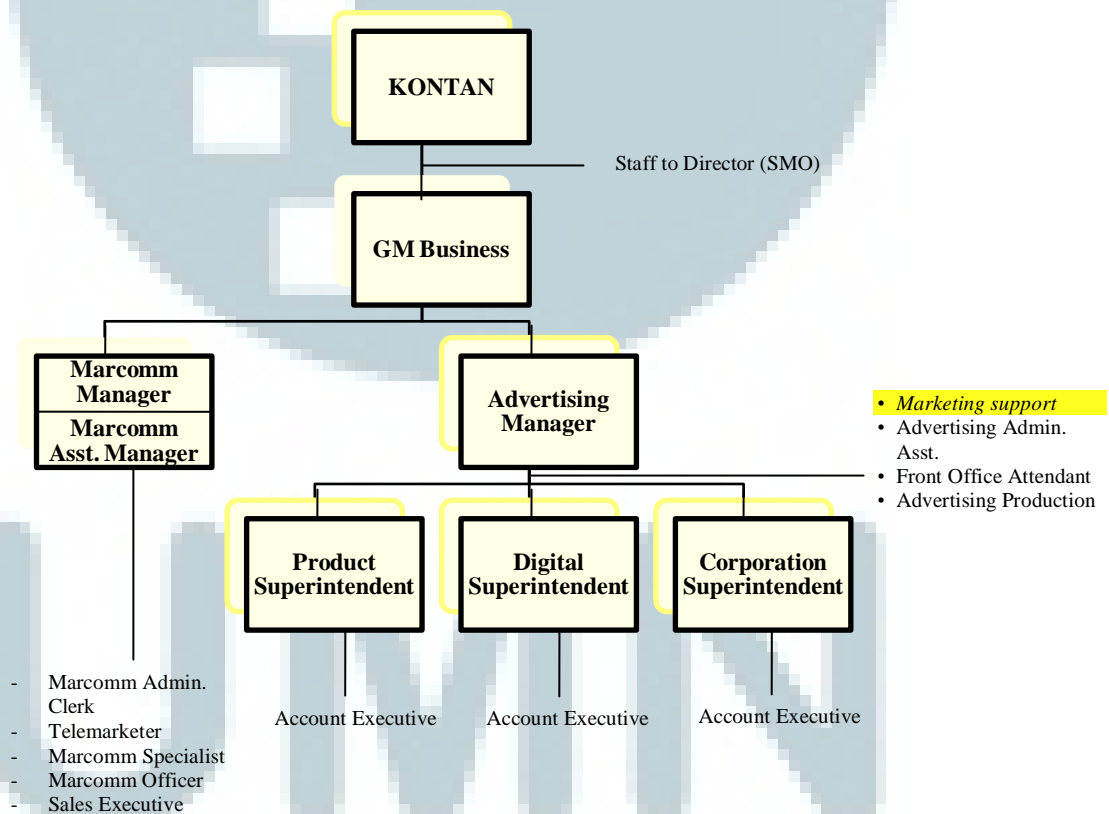 KONTAN
Staff to Director (SMO)
GM Business
Marcomm
Manager
Marcomm
Asst. Manager
Advertising
Manager
• Marketing support
• Advertising Admin.
Asst.
• Front Office Attendant
• Advertising Production
Product
Superintendent
Digital
Superintendent
Corporation
Superintendent
- Marcomm Admin.
Clerk
- Telemarketer
- Marcomm Specialist
- Marcomm Officer
- Sales Executive
Account Executive
Account Executive
Account Executive
UMN